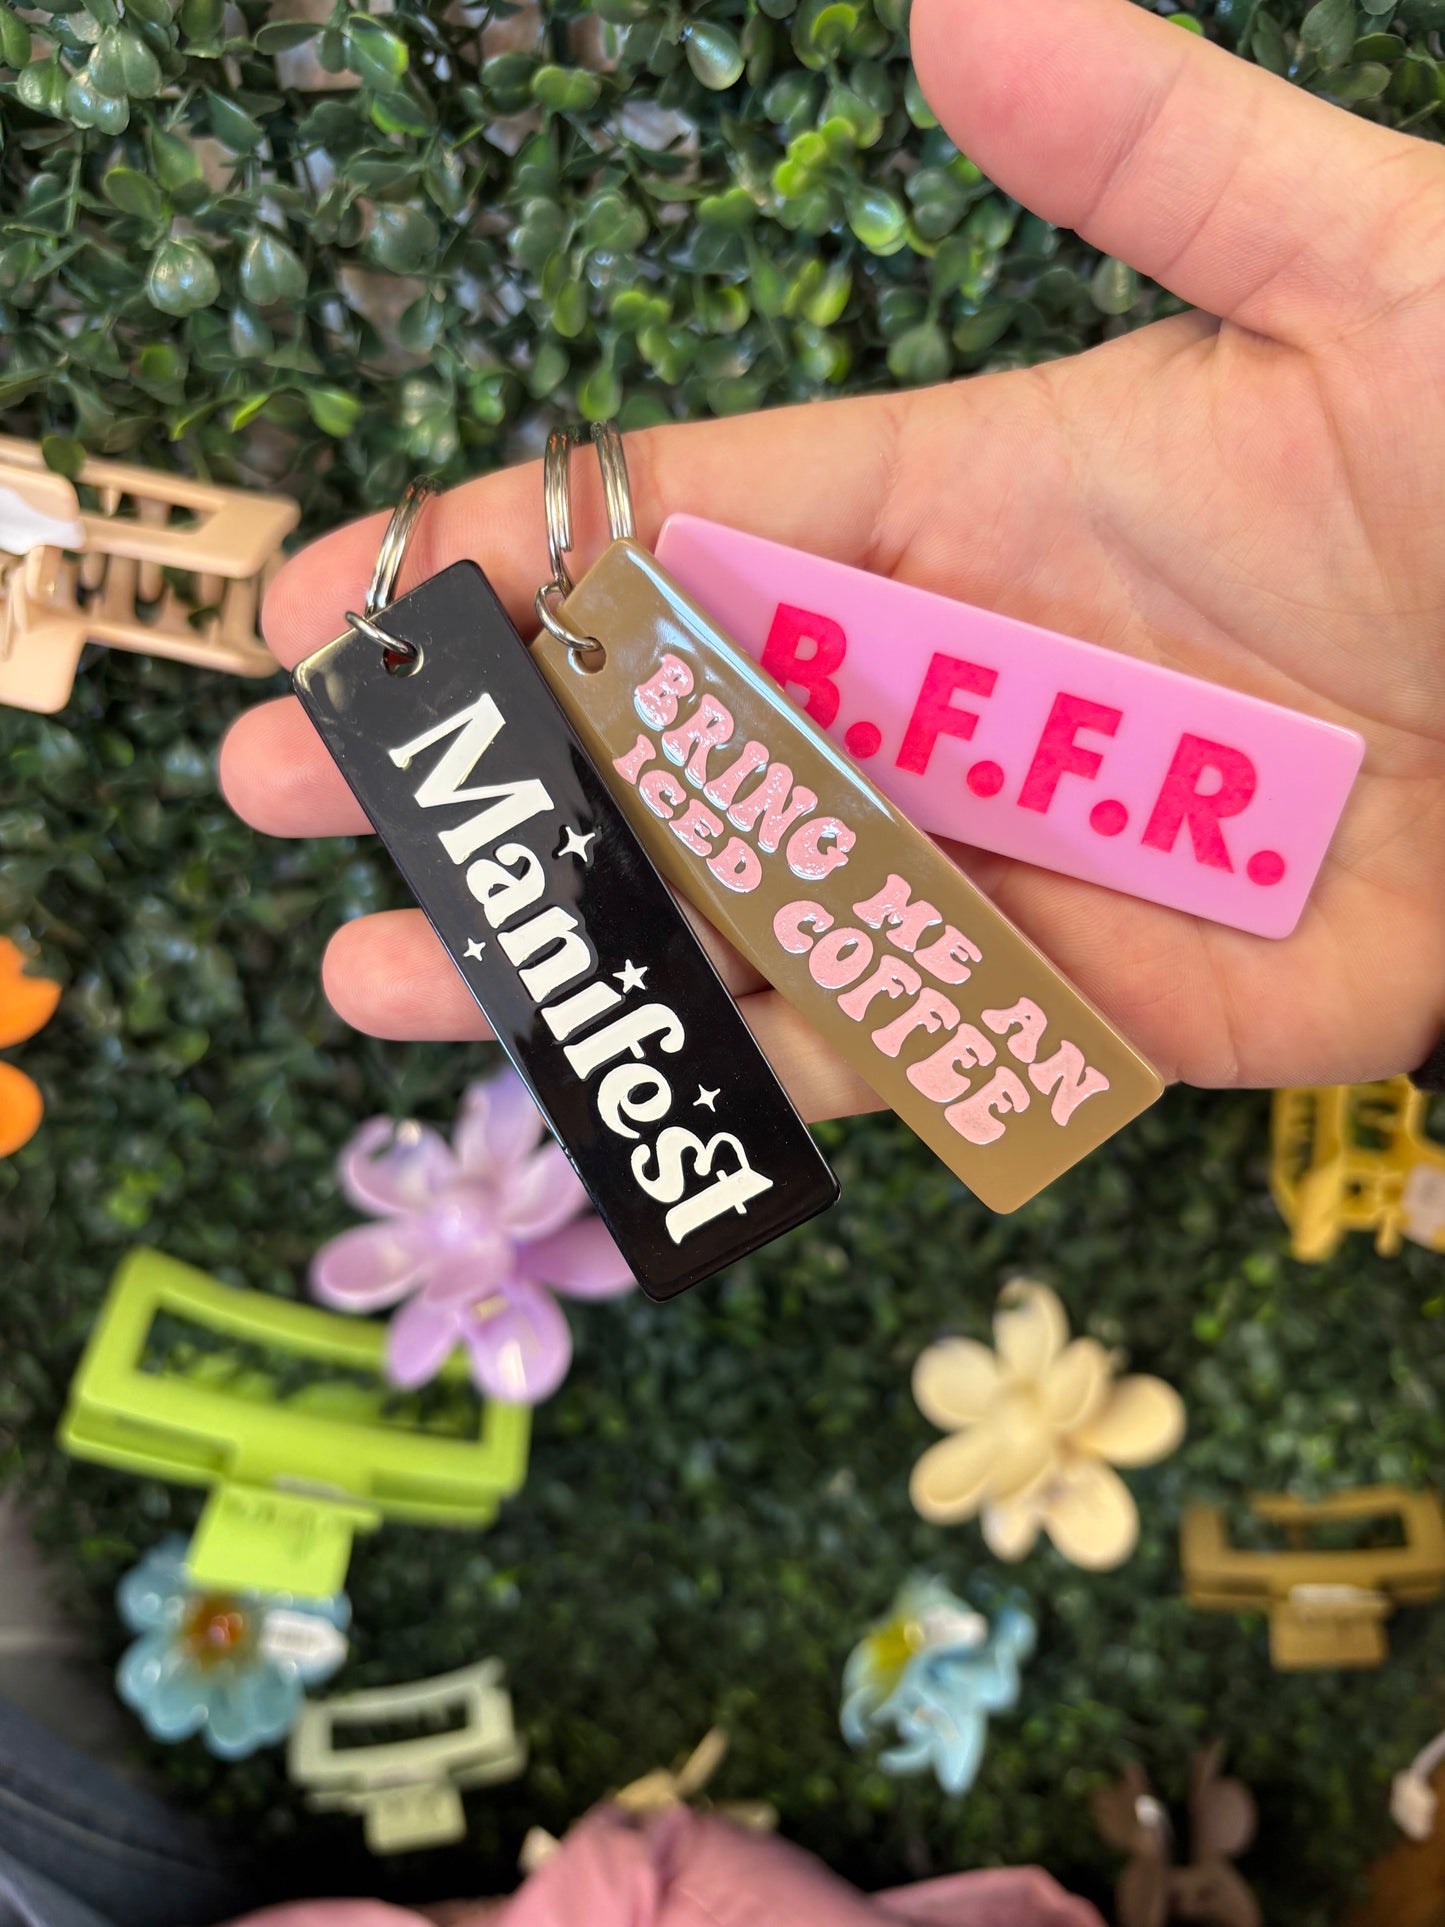 Manifest
BRING ME AN
ICED COFFEE
B.F.F.R.